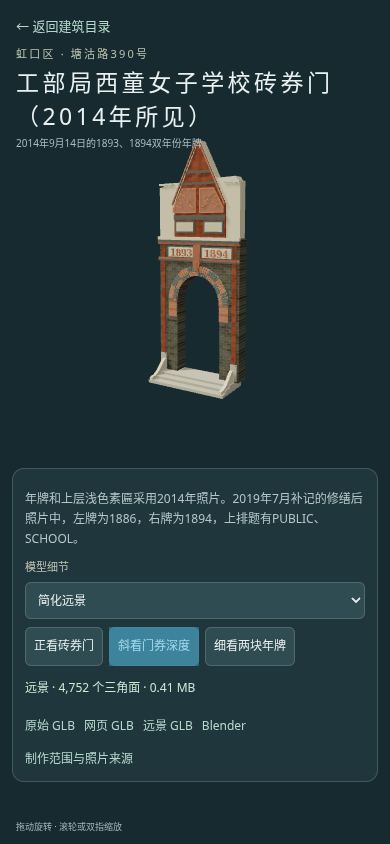 ← 返回建筑目录
虹口区 · 塘沽路390号
工部局西童女子学校砖券门
（2014年所见）
2014年9月14日的1893、1894双年份年牌
1893 1894
年牌和上层浅色素匾采用2014年照片。2019年7月补记的修缮后
照片中，左牌为1886，右牌为1894，上排题有PUBLIC、
SCHOOL。
模型细节
简化远景
正看砖券门 斜看门券深度 细看两块年牌
远景 · 4,752 个三角面 · 0.41 MB
原始 GLB 网页 GLB 远景 GLB Blender
制作范围与照片来源
拖动旋转 · 滚轮或双指缩放